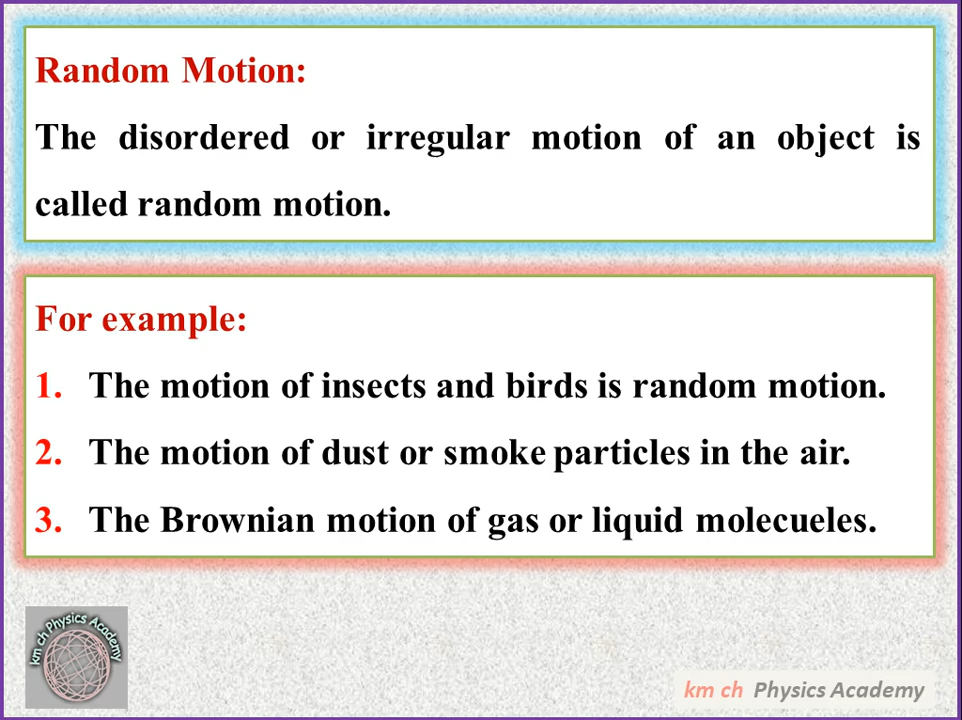 Random Motion:
The disordered or irregular motion of an object is
called random motion.
For example:
1. The motion of insects and birds is random motion.
2. The motion of dust or smoke particles in the air.
3. The Brownian motion of gas or liquid molecueles.
km ch Physics Academy
km ch Physics Academy